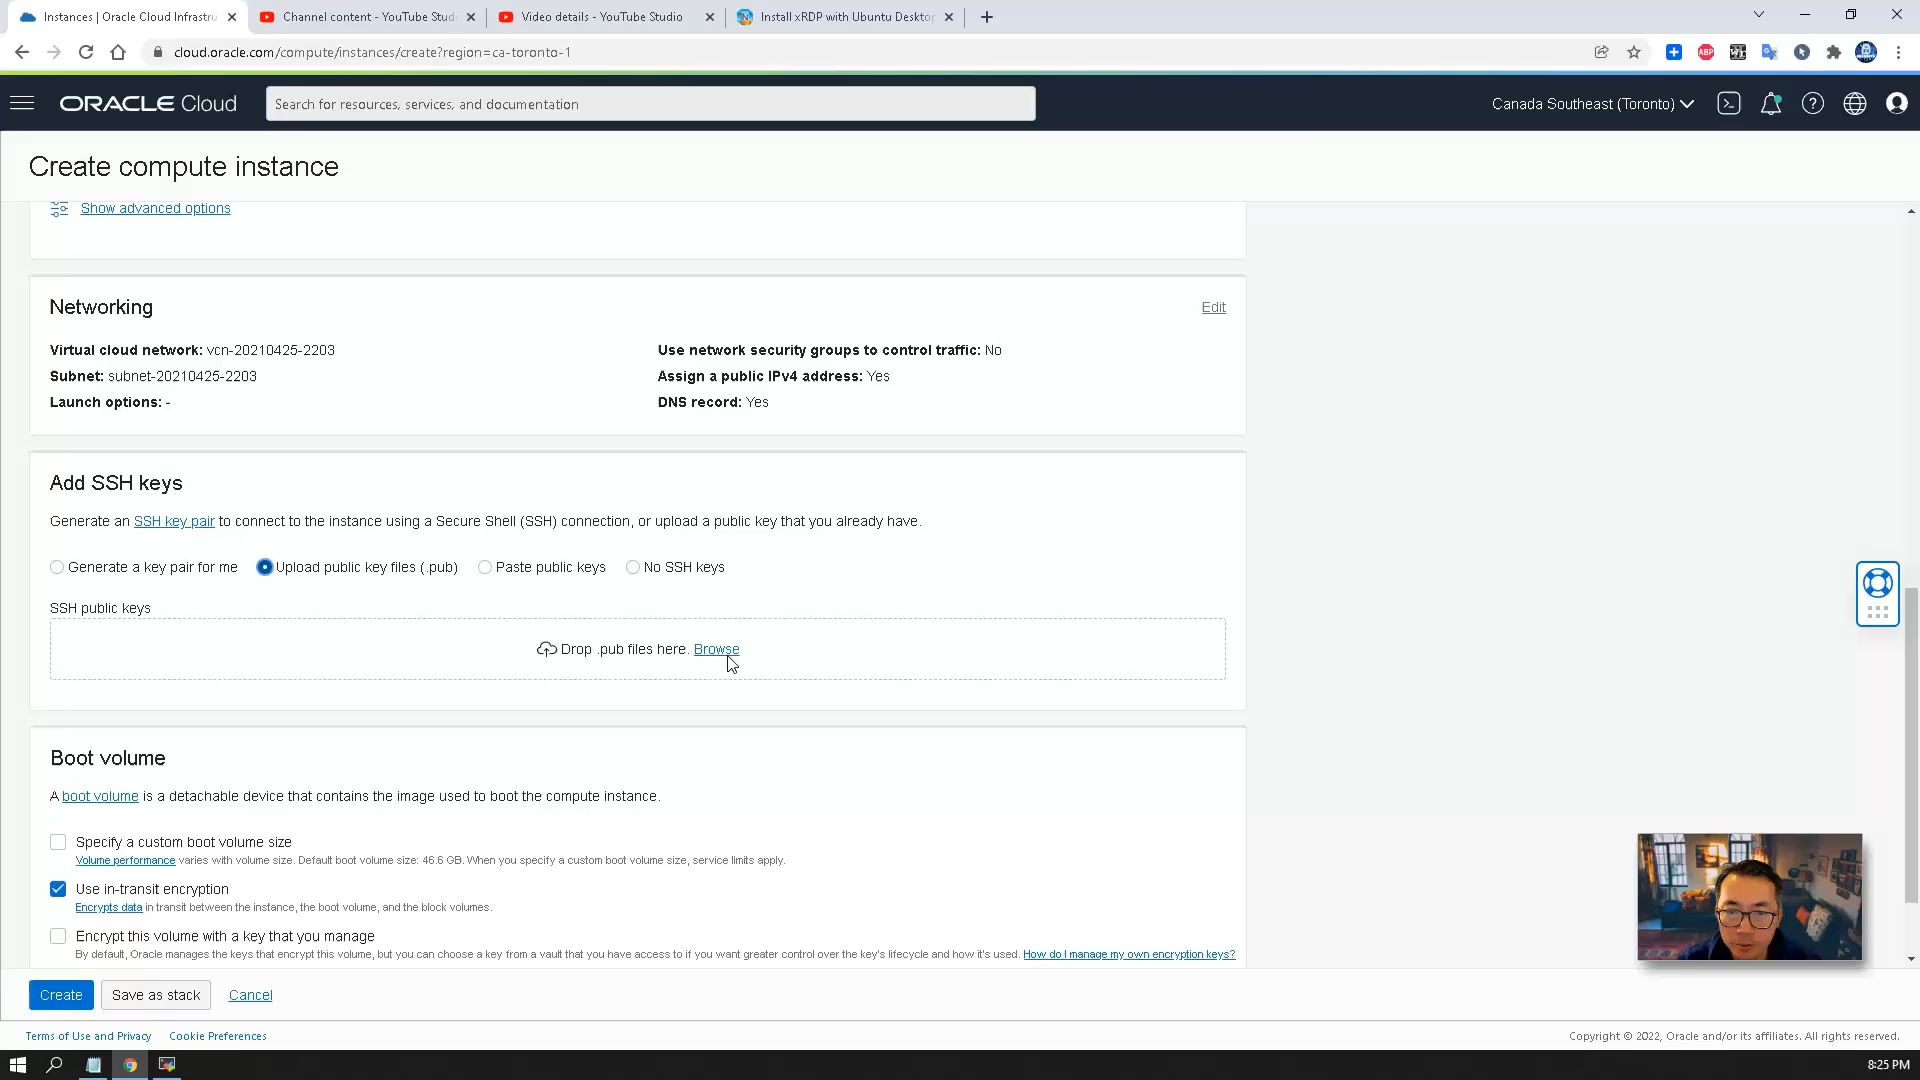 Instances | Oracle Cloud Infrastru
Channel content - YouTube Stud
Video details - YouTube Studio
Install xRDP with Ubuntu Deskto
cloud.oracle.com/compute/instances/create?region=ca-toronto-1
ABP
ORACLE Cloud
Search for resources, services, and documentation
Canada Southeast (Toronto)
Create compute instance
Show advanced options
Networking
Edit
Virtual cloud network: vcn-20210425-2203
Use network security groups to control traffic: No
Subnet: subnet-20210425-2203
Assign a public IPv4 address: Yes
Launch options: -
DNS record: Yes
Add SSH keys
Generate an SSH key pair to connect to the instance using a Secure Shell (SSH) connection, or upload a public key that you already have.
Generate a key pair for me
Upload public key files (.pub)
Paste public keys
No SSH keys
SSH public keys
Drop .pub files here. Browse
Boot volume
A boot volume is a detachable device that contains the image used to boot the compute instance.
Specify a custom boot volume size
Volume performance varies with volume size. Default boot volume size: 46.6 GB. When you specify a custom boot volume size, service limits apply.
Use in-transit encryption
Encrypts data in transit between the instance, the boot volume, and the block volumes.
Encrypt this volume with a key that you manage
By default, Oracle manages the keys that encrypt this volume, but you can choose a key from a vault that you have access to if you want greater control over the key's lifecycle and how it's used. How do I manage my own encryption keys?
Create
Save as stack
Cancel
Terms of Use and Privacy
Cookie Preferences
Copyright © 2022, Oracle and/or its affiliates. All rights reserved.
8:25 PM